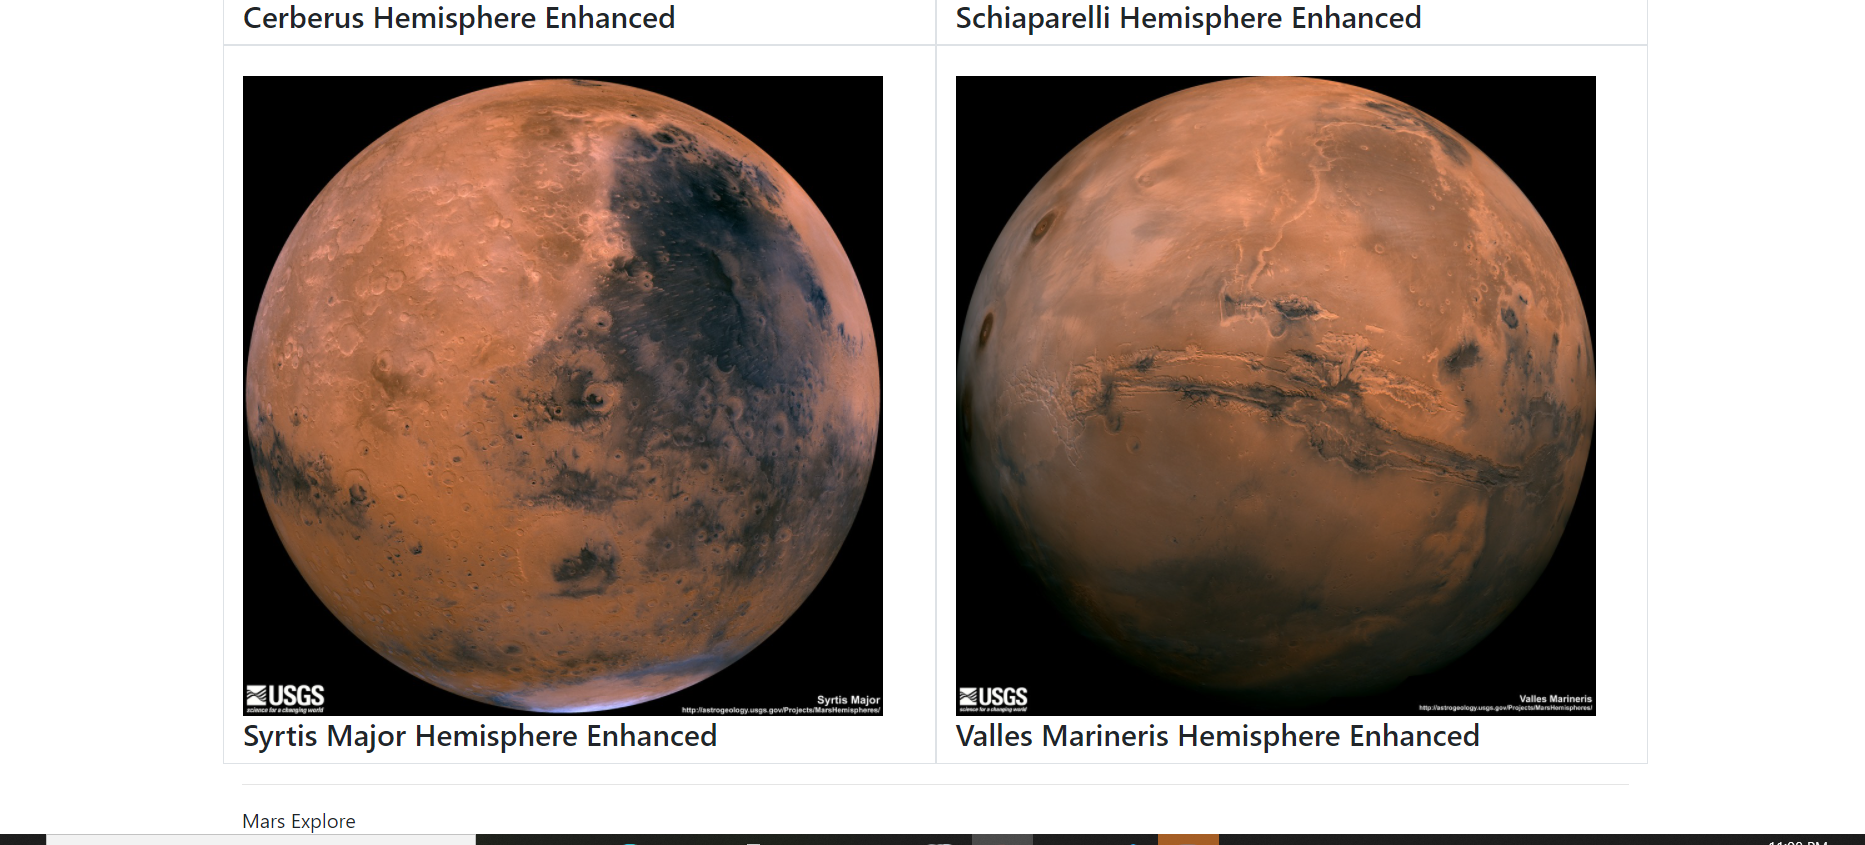 Cerberus Hemisphere Enhanced
Schiaparelli Hemisphere Enhanced
USGS
science for a changing world
Syrtis Major
http://astrogeology.usgs.gov/Projects/MarsHemispheres/
USGS
science for a changing world
Valles Marineris
http://astrogeology.usgs.gov/Projects/MarsHemispheres/
Syrtis Major Hemisphere Enhanced
Valles Marineris Hemisphere Enhanced
Mars Explore